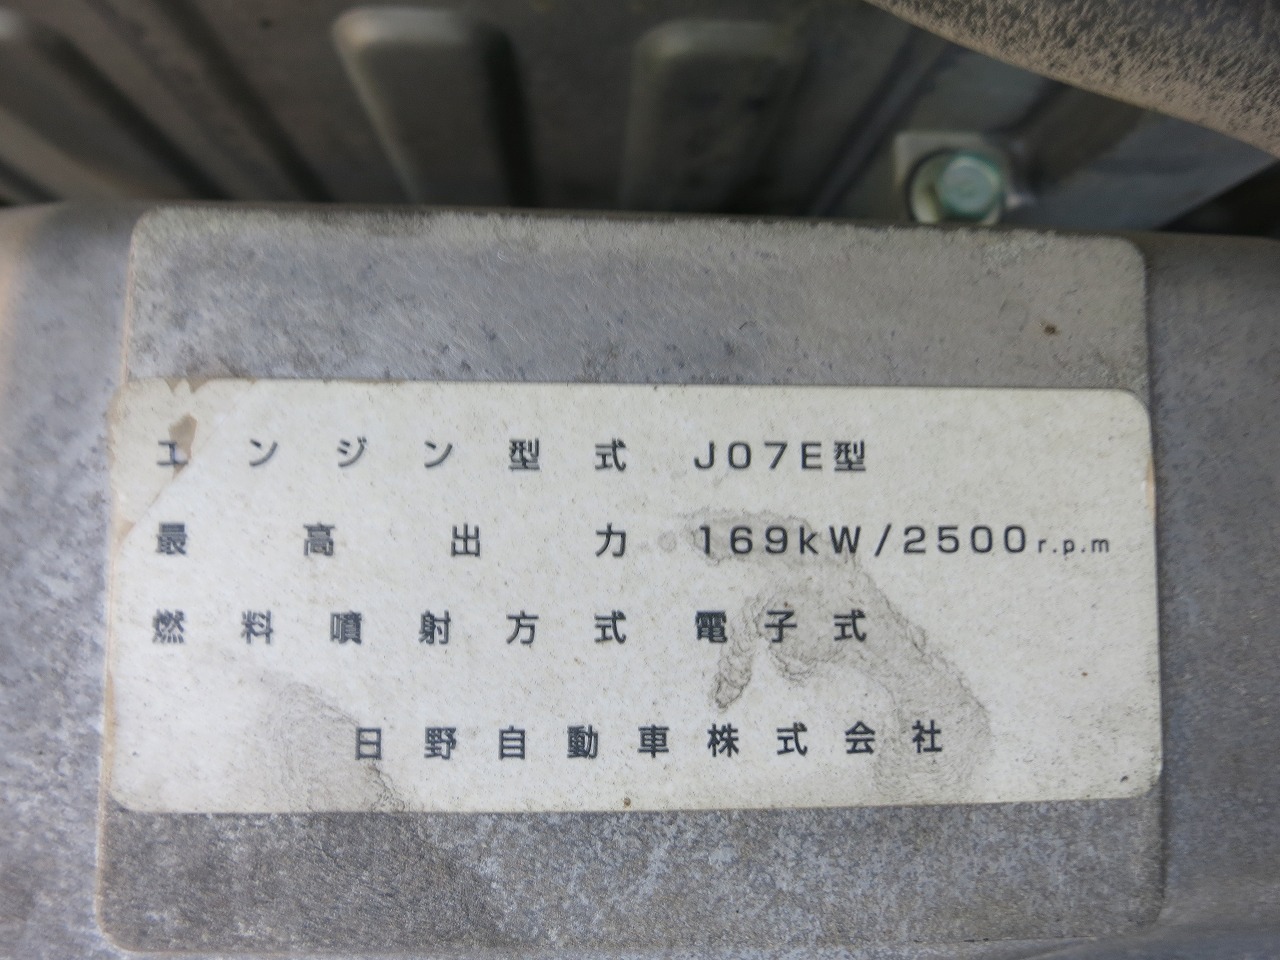 エンジン型式 J07E型
最高出力 169kW/2500r.p.m
燃料噴射方式 電子式
日野自動車株式会社